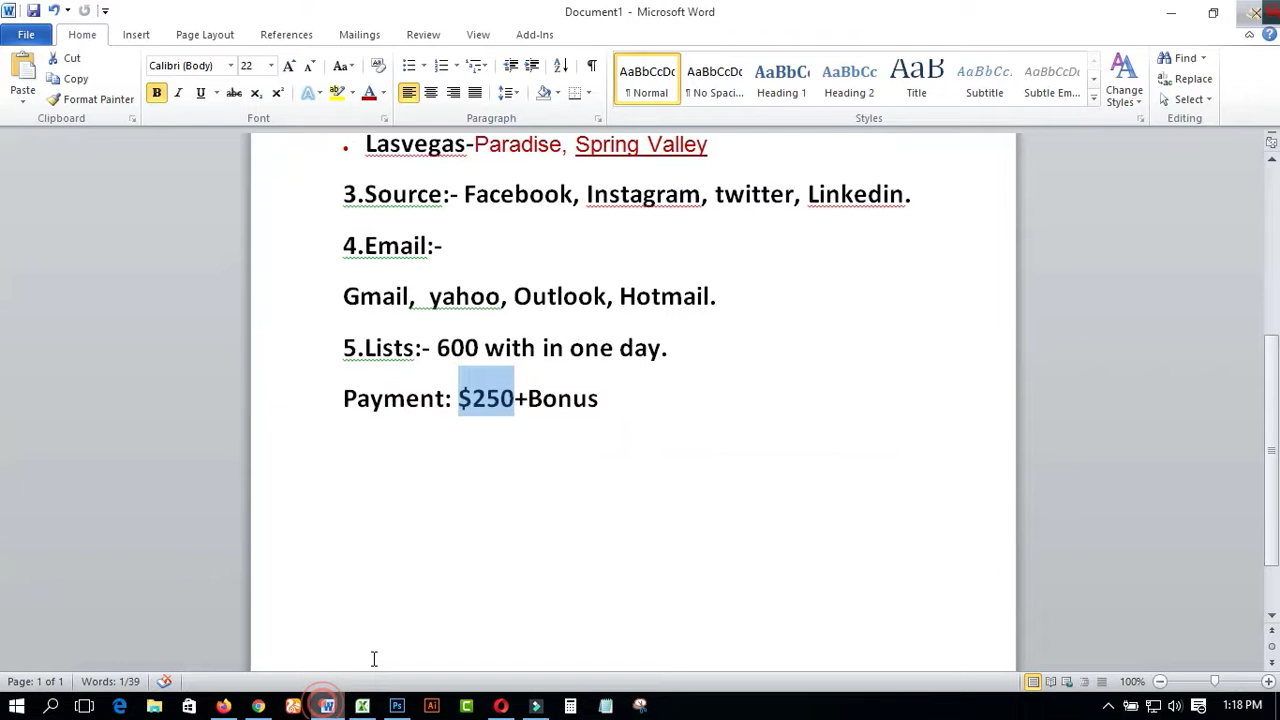 Document1 - Microsoft Word
File Home Insert Page Layout References Mailings Review View Add-Ins
Cut
Copy
Format Painter
Paste
Clipboard
Calibri (Body) 22
Font
Paragraph
AaBbCcDc
¶ Normal
AaBbCcDc
¶ No Spaci...
AaBbC
Heading 1
AaBbCc
Heading 2
AaB
Title
AaBbCc
Subtitle
AaBbCcDc
Subtle Em...
Change
Styles
Styles
Find
Replace
Select
Editing
• Lasvegas-Paradise, Spring Valley
3.Source:- Facebook, Instagram, twitter, Linkedin.
4.Email:-
Gmail,  yahoo, Outlook, Hotmail.
5.Lists:- 600 with in one day.
Payment: $250+Bonus
Page: 1 of 1 Words: 1/39 100%
1:18 PM